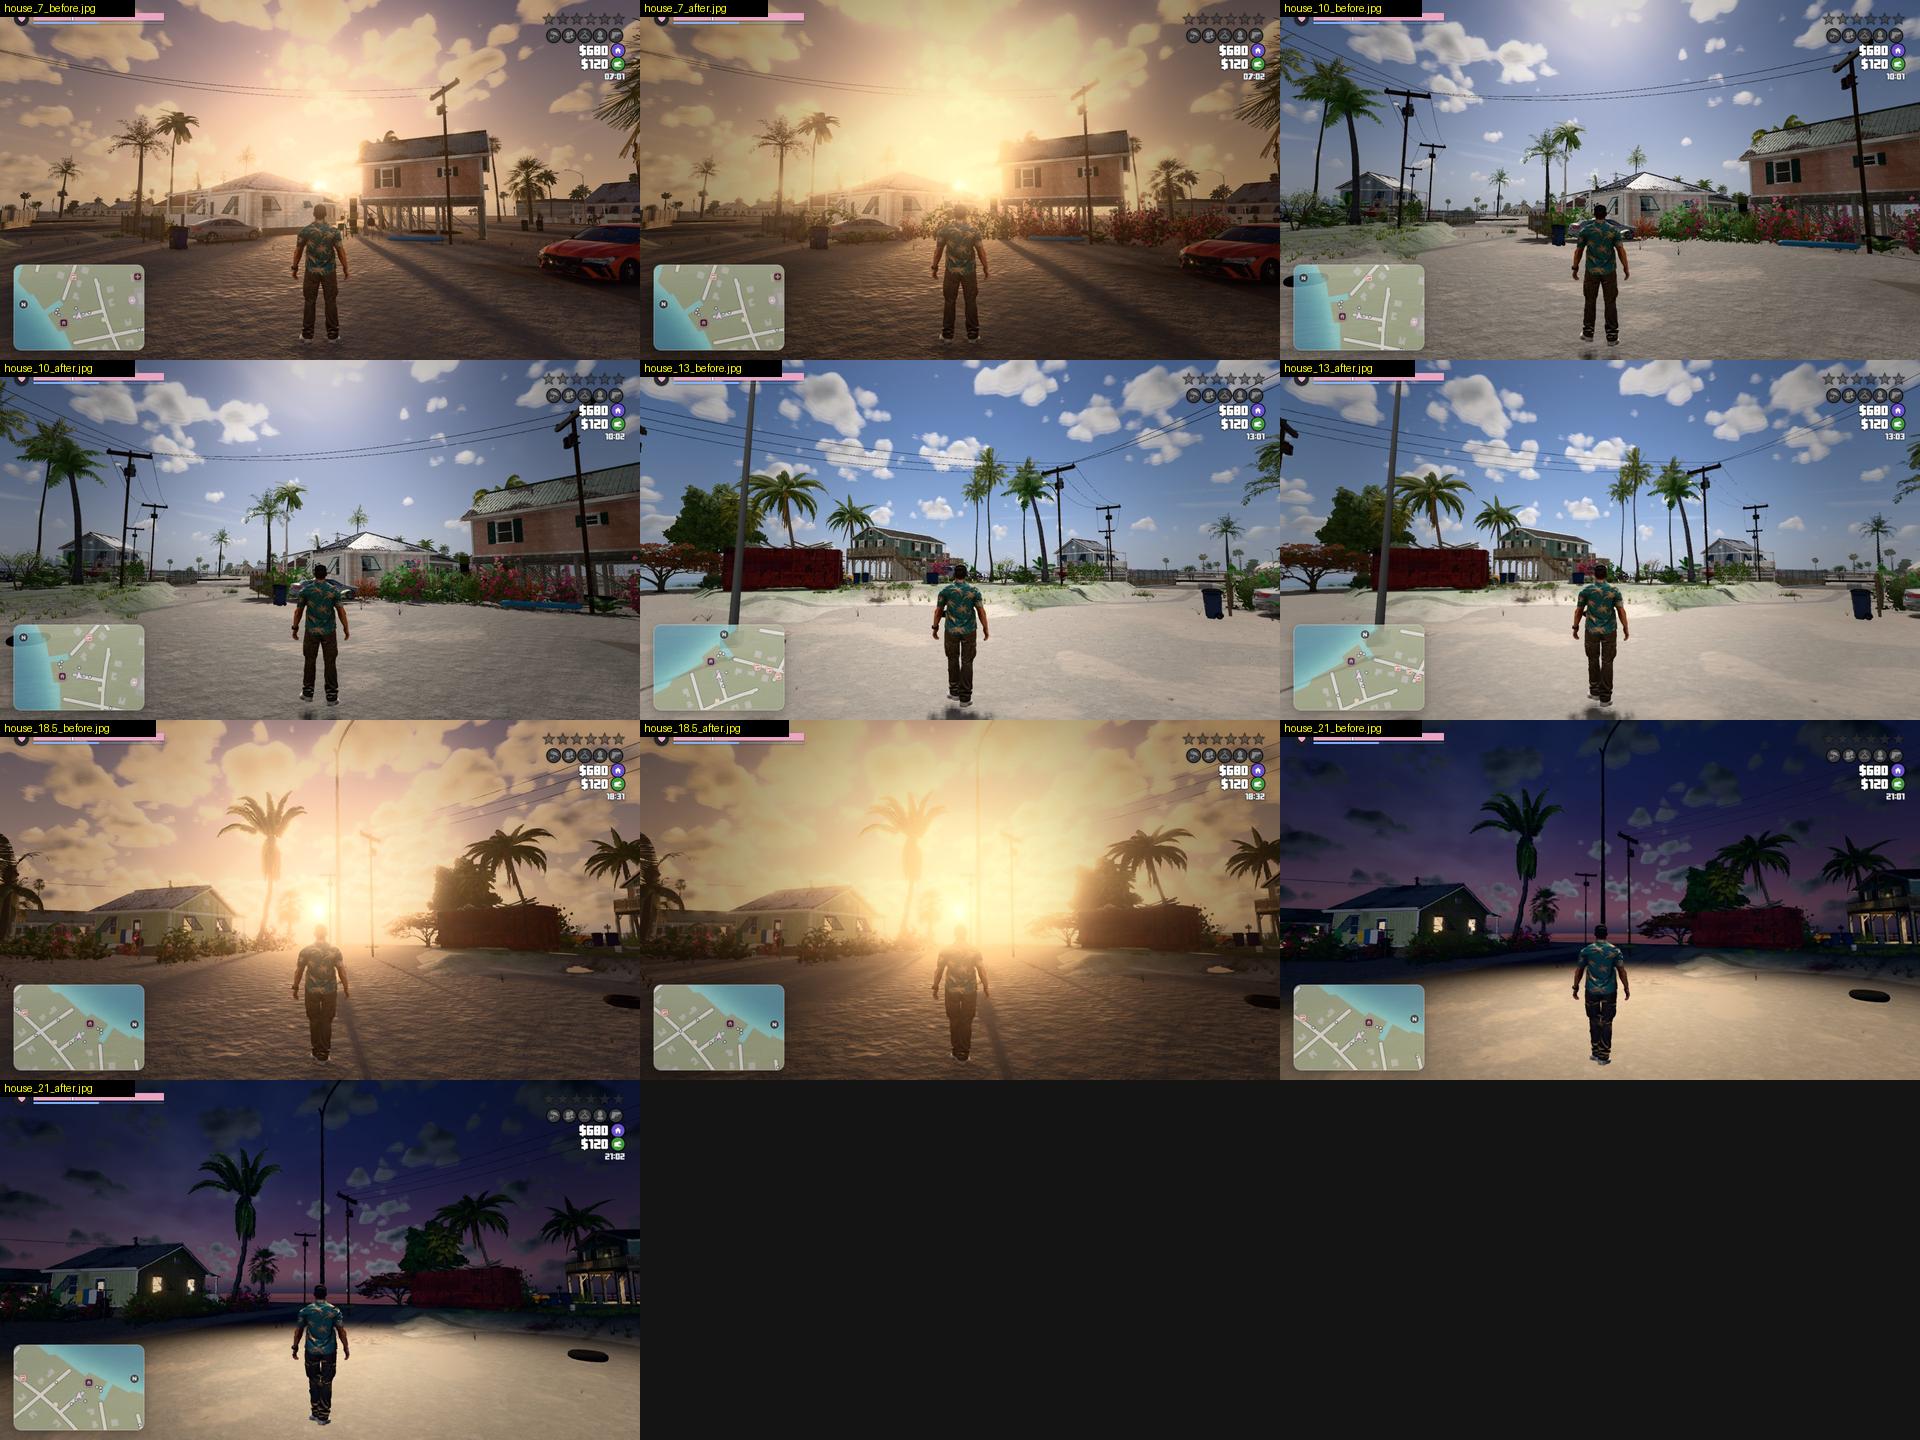 house_7_before.jpg
$680
$120
07:01
N
house_7_after.jpg
$680
$120
07:02
N
house_10_before.jpg
$680
$120
10:01
N
house_10_after.jpg
$680
$120
10:02
N
house_13_before.jpg
$680
$120
13:01
N
house_13_after.jpg
$680
$120
13:03
N
house_18.5_before.jpg
$680
$120
18:31
N
house_18.5_after.jpg
$680
$120
18:32
N
house_21_before.jpg
$680
$120
21:01
N
house_21_after.jpg
$680
$120
21:02
N